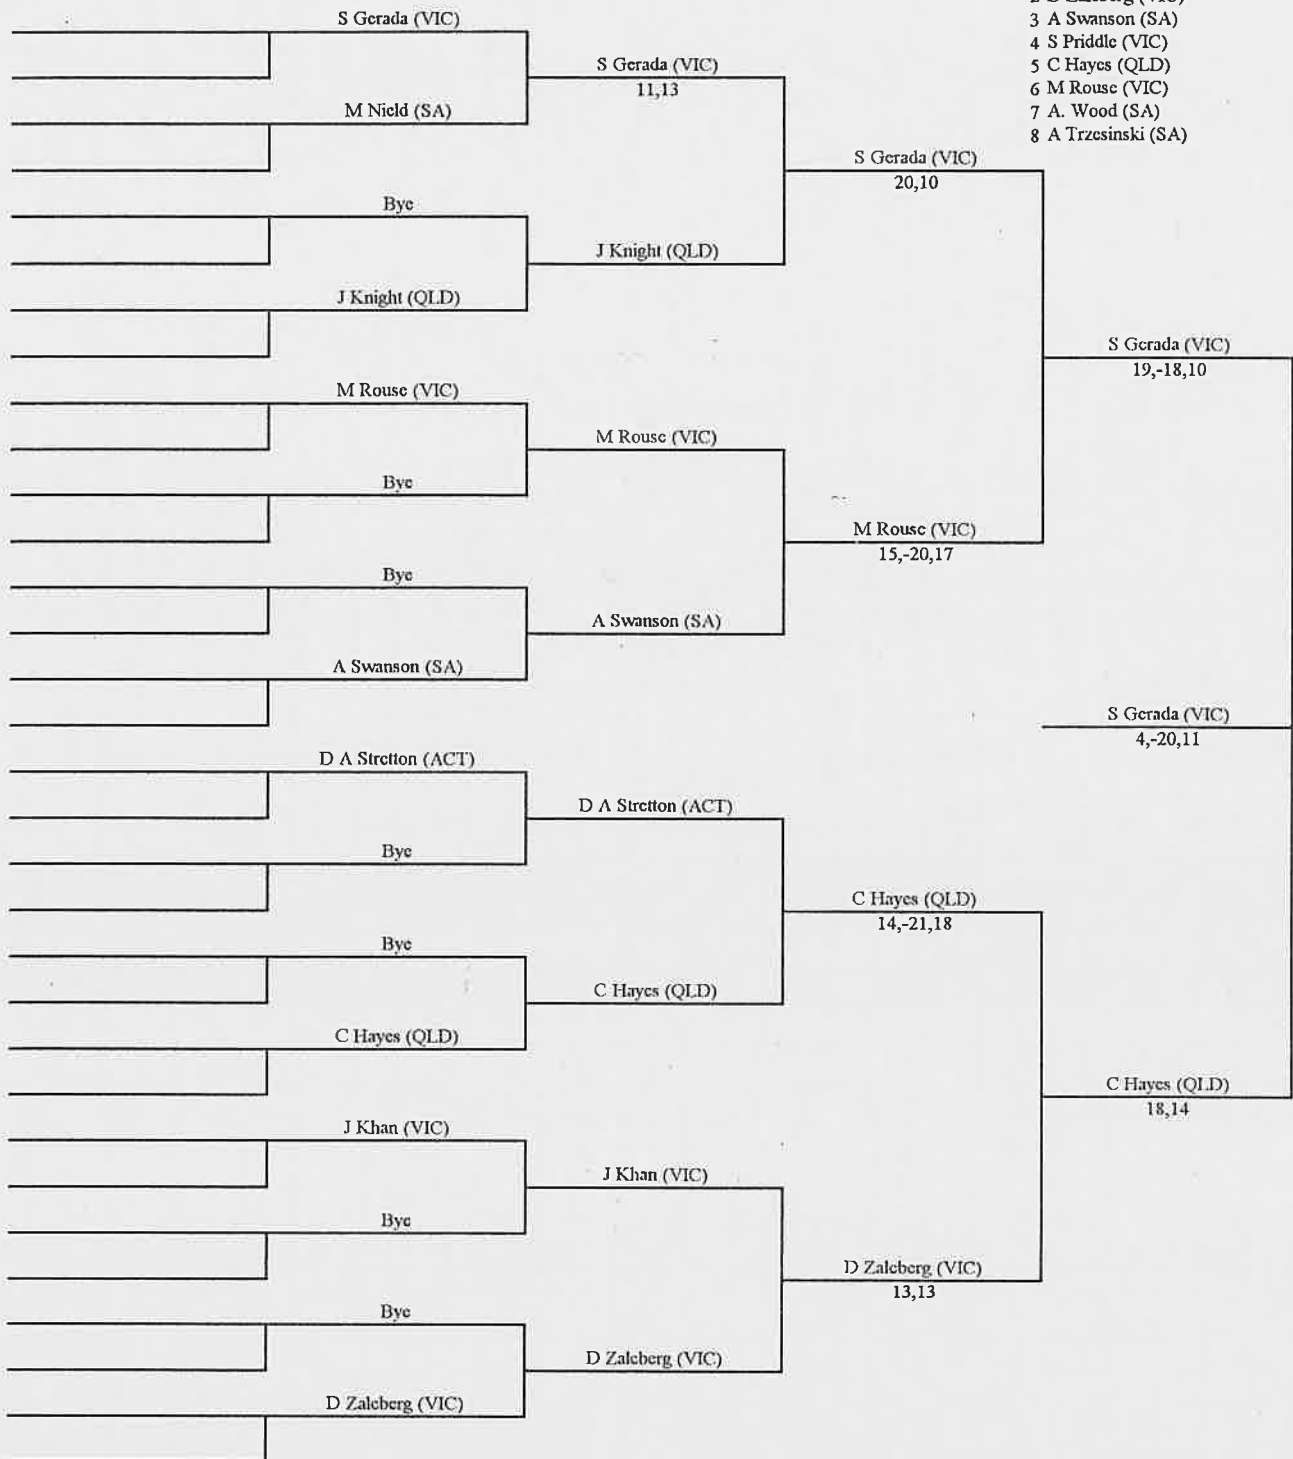 3 A Swanson (SA)
4 S Priddle (VIC)
5 C Hayes (QLD)
6 M Rouse (VIC)
7 A. Wood (SA)
8 A Trzesinski (SA)
S Gerada (VIC)
M Nield (SA)
Bye
J Knight (QLD)
M Rouse (VIC)
Bye
Bye
A Swanson (SA)
D A Stretton (ACT)
Bye
Bye
C Hayes (QLD)
J Khan (VIC)
Bye
Bye
D Zaleberg (VIC)
S Gerada (VIC)
11,13
J Knight (QLD)
M Rouse (VIC)
A Swanson (SA)
D A Stretton (ACT)
C Hayes (QLD)
J Khan (VIC)
D Zaleberg (VIC)
S Gerada (VIC)
20,10
M Rouse (VIC)
15,-20,17
C Hayes (QLD)
14,-21,18
D Zaleberg (VIC)
13,13
S Gerada (VIC)
19,-18,10
S Gerada (VIC)
4,-20,11
C Hayes (QLD)
18,14